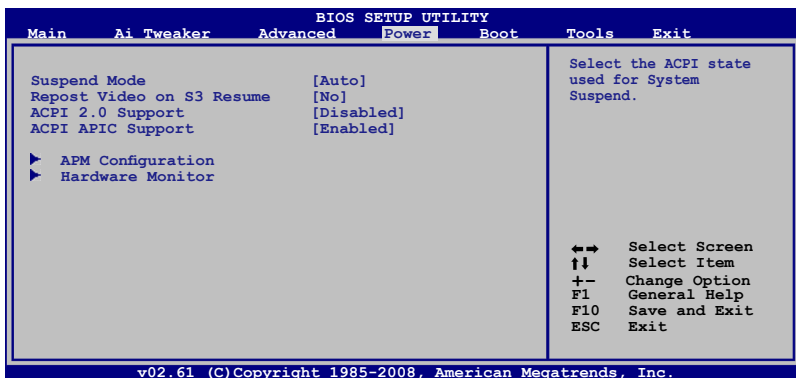 BIOS SETUP UTILITY
Main Ai Tweaker Advanced Power Boot Tools Exit
Suspend Mode [Auto]
Repost Video on S3 Resume [No]
ACPI 2.0 Support [Disabled]
ACPI APIC Support [Enabled]
APM Configuration
Hardware Monitor
Select the ACPI state
used for System
Suspend.
←→ Select Screen
↑↓ Select Item
+- Change Option
F1 General Help
F10 Save and Exit
ESC Exit
v02.61 (C)Copyright 1985-2008, American Megatrends, Inc.